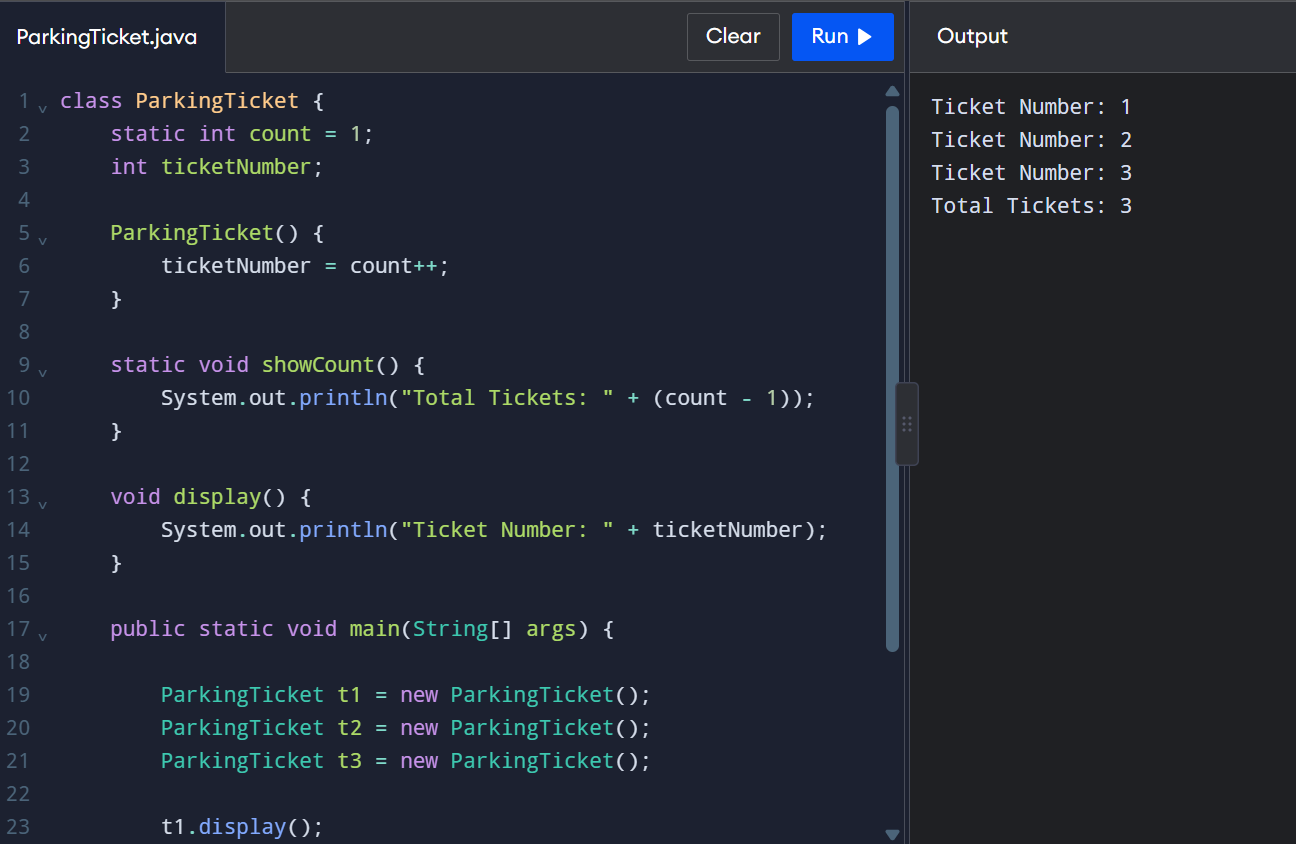 ParkingTicket.java
Clear
Run
1 class ParkingTicket {
2     static int count = 1;
3     int ticketNumber;
4
5     ParkingTicket() {
6         ticketNumber = count++;
7     }
8
9     static void showCount() {
10         System.out.println("Total Tickets: " + (count - 1));
11     }
12
13     void display() {
14         System.out.println("Ticket Number: " + ticketNumber);
15     }
16
17     public static void main(String[] args) {
18
19         ParkingTicket t1 = new ParkingTicket();
20         ParkingTicket t2 = new ParkingTicket();
21         ParkingTicket t3 = new ParkingTicket();
22
23         t1.display();
Output
Ticket Number: 1
Ticket Number: 2
Ticket Number: 3
Total Tickets: 3